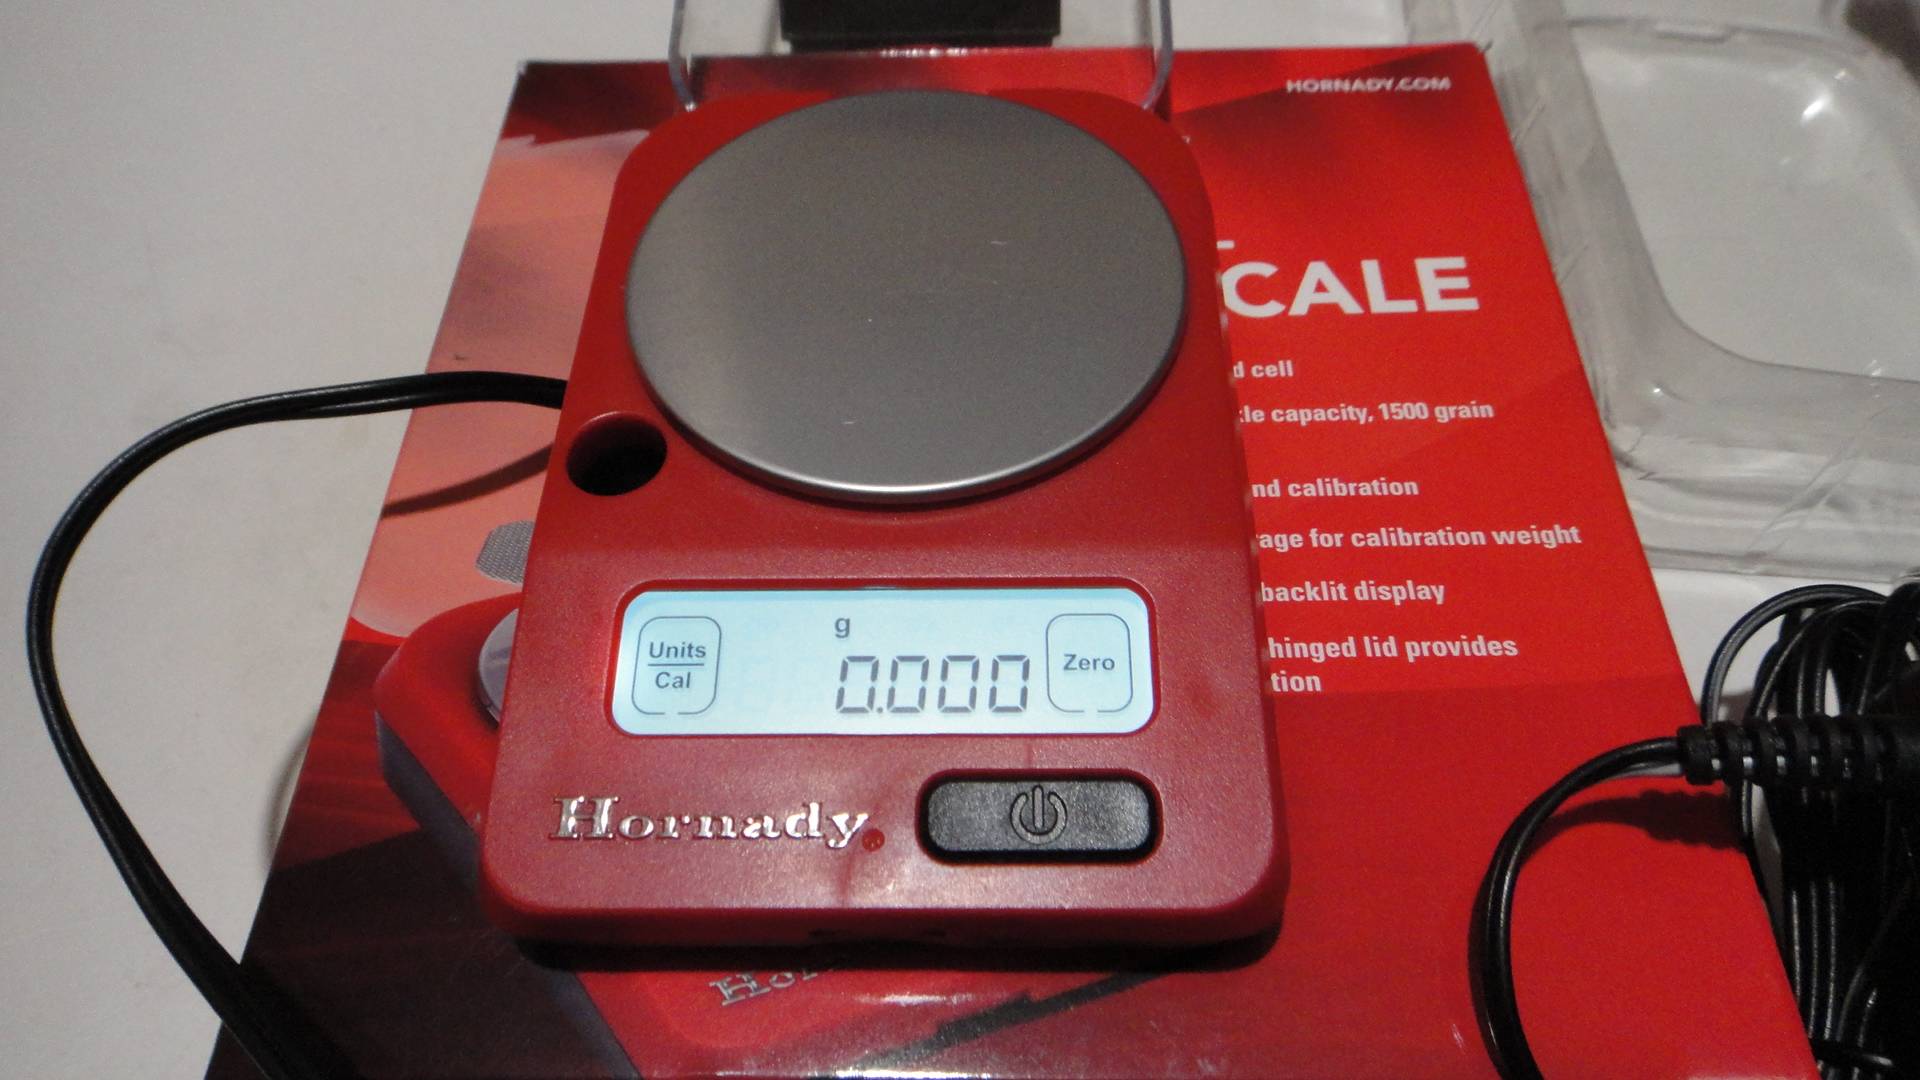 HORNADY.COM
CALE
d cell
le capacity, 1500 grain
nd calibration
age for calibration weight
backlit display
hinged lid provides
tion
g
Units
Cal
0.000
Zero
Hornady®
Hor